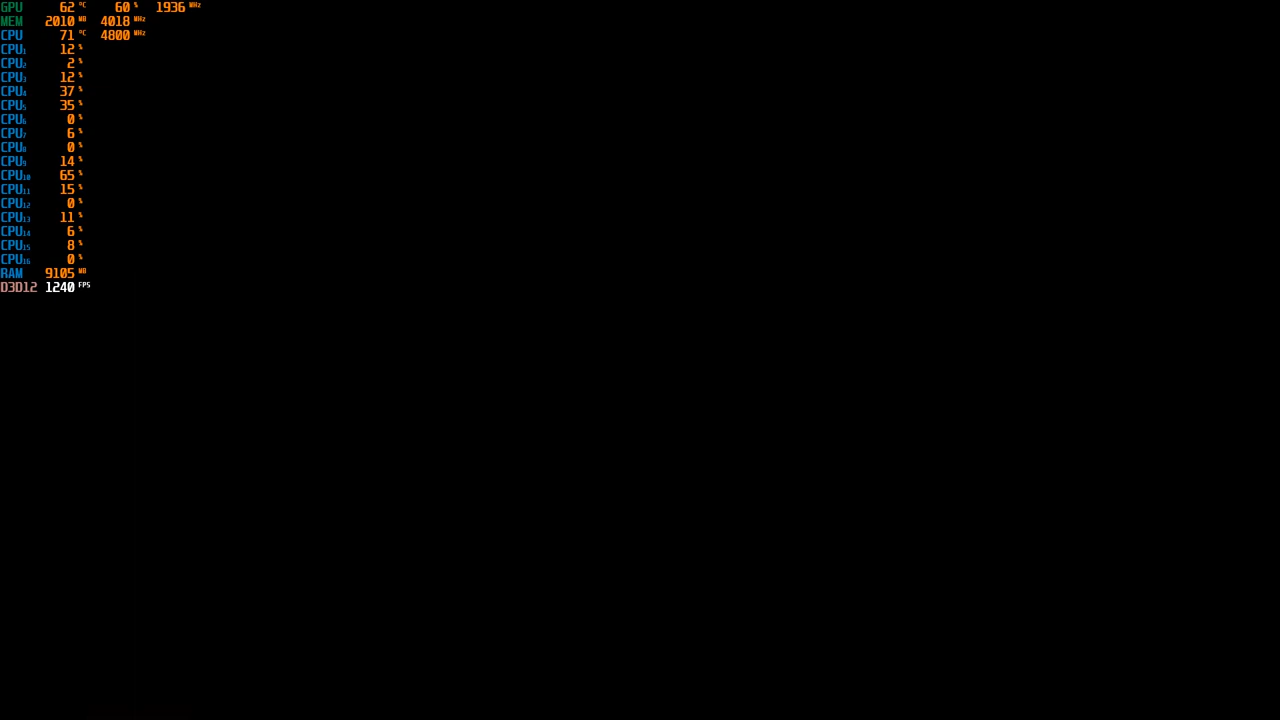 GPU 62 °C 60 % 1936 MHz
MEM 2010 MB 4018 MHz
CPU 71 °C 4800 MHz
CPU1 12 %
CPU2 2 %
CPU3 12 %
CPU4 37 %
CPU5 35 %
CPU6 0 %
CPU7 6 %
CPU8 0 %
CPU9 14 %
CPU10 65 %
CPU11 15 %
CPU12 0 %
CPU13 11 %
CPU14 6 %
CPU15 8 %
CPU16 0 %
RAM 9105 MB
D3D12 1240 FPS